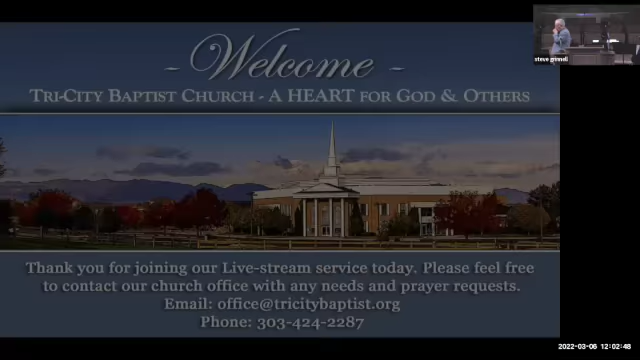 - Welcome -
TRI-CITY BAPTIST CHURCH - A HEART FOR GOD & OTHERS
Thank you for joining our Live-stream service today. Please feel free
to contact our church office with any needs and prayer requests.
Email: office@tricitybaptist.org
Phone: 303-424-2287
steve grinnell
2022-03-06 12:02:48